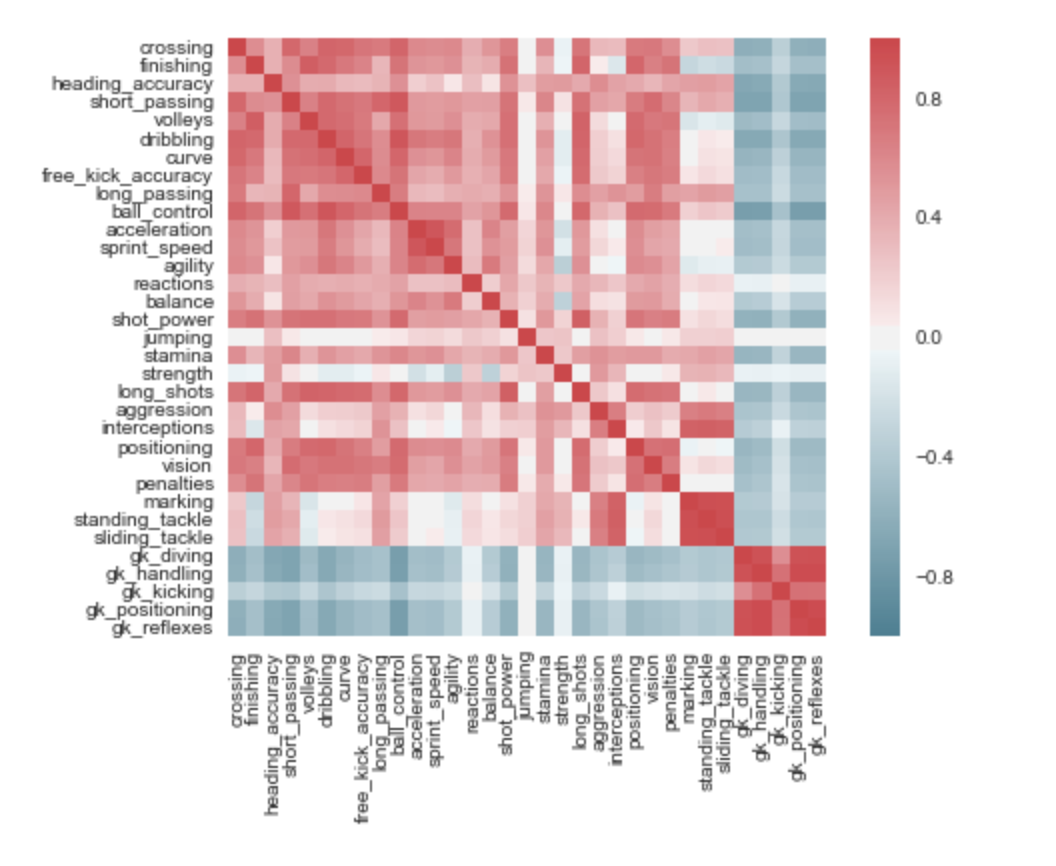 crossing
finishing
heading_accuracy
short_passing
volleys
dribbling
curve
free_kick_accuracy
long_passing
ball_control
acceleration
sprint_speed
agility
reactions
balance
shot_power
jumping
stamina
strength
long_shots
aggression
interceptions
positioning
vision
penalties
marking
standing_tackle
sliding_tackle
gk_diving
gk_handling
gk_kicking
gk_positioning
gk_reflexes
0.8
0.4
0.0
−0.4
−0.8
crossing
finishing
heading_accuracy
short_passing
volleys
dribbling
curve
free_kick_accuracy
long_passing
ball_control
acceleration
sprint_speed
agility
reactions
balance
shot_power
jumping
stamina
strength
long_shots
aggression
interceptions
positioning
vision
penalties
marking
standing_tackle
sliding_tackle
gk_diving
gk_handling
gk_kicking
gk_positioning
gk_reflexes